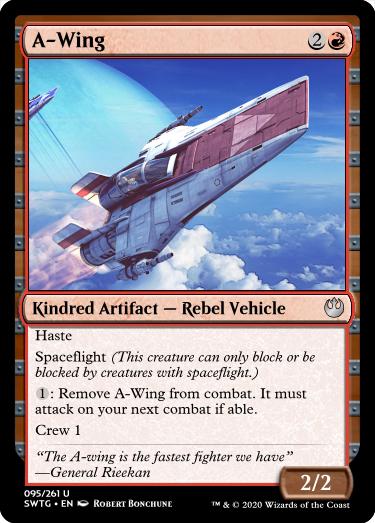 A-Wing 2
Kindred Artifact — Rebel Vehicle
Haste
Spaceflight (This creature can only block or be
blocked by creatures with spaceflight.)
1: Remove A-Wing from combat. It must
attack on your next combat if able.
Crew 1
“The A-wing is the fastest fighter we have”
—General Rieekan
2/2
095/261 U
SWTG • EN Robert Bonchune ™ & © 2020 Wizards of the Coast